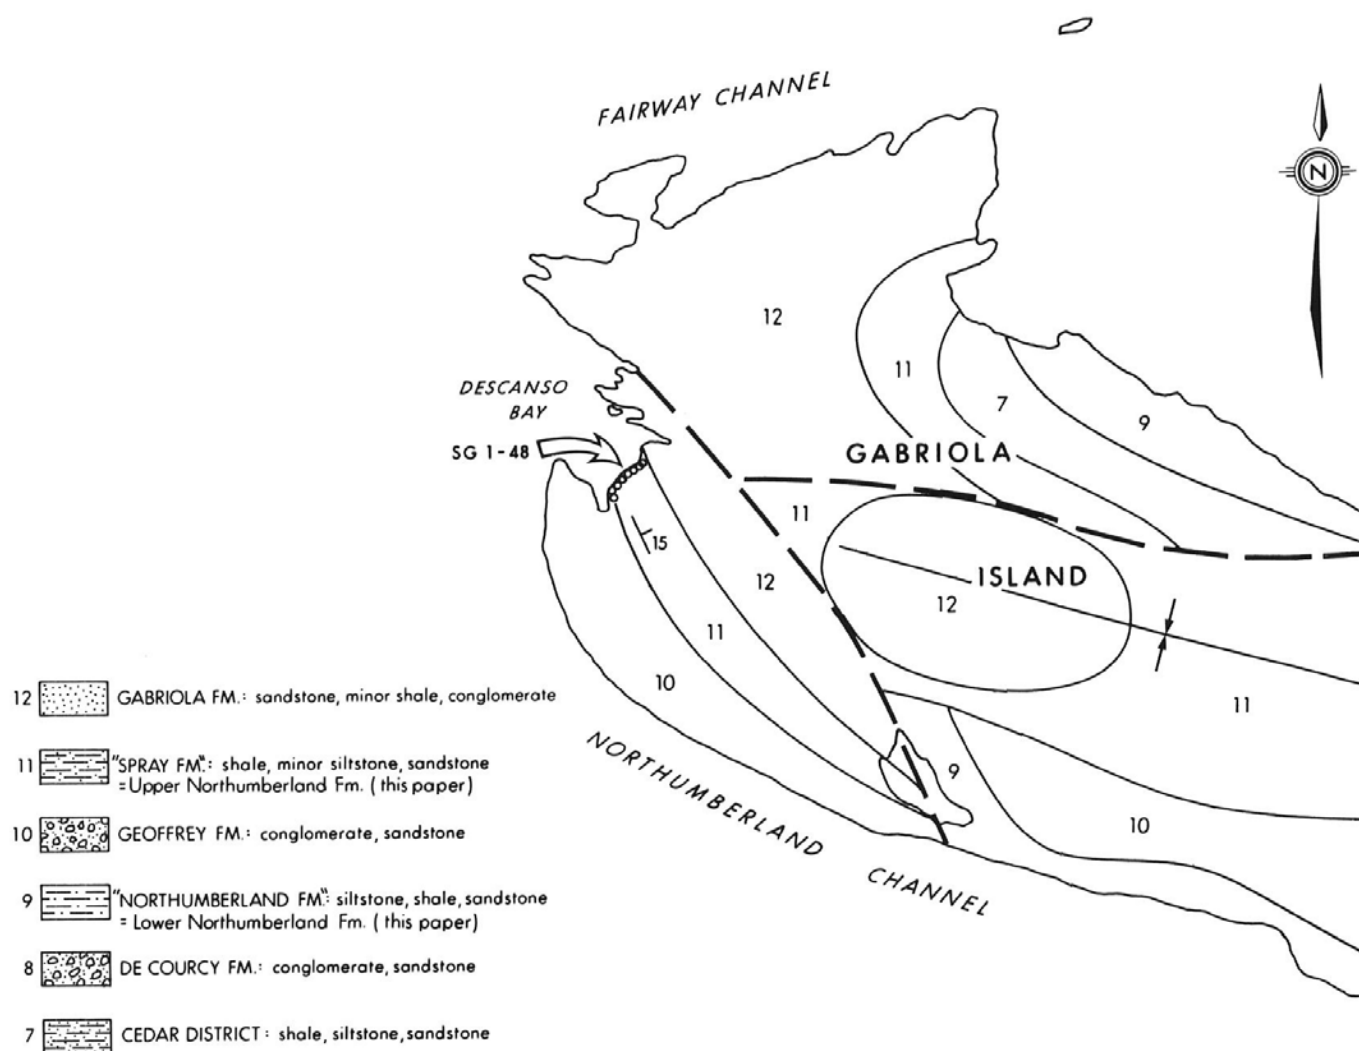 FAIRWAY CHANNEL
N
12
DESCANSO
BAY
11
7
9
SG 1-48
GABRIOLA
11
15
ISLAND
12
12
11
10
11
NORTHUMBERLAND CHANNEL
9
10
12 GABRIOLA FM.: sandstone, minor shale, conglomerate
11 "SPRAY FM": shale, minor siltstone, sandstone
= Upper Northumberland Fm. (this paper)
10 GEOFFREY FM.: conglomerate, sandstone
9 "NORTHUMBERLAND FM": siltstone, shale, sandstone
= Lower Northumberland Fm. (this paper)
8 DE COURCY FM.: conglomerate, sandstone
7 CEDAR DISTRICT: shale, siltstone, sandstone